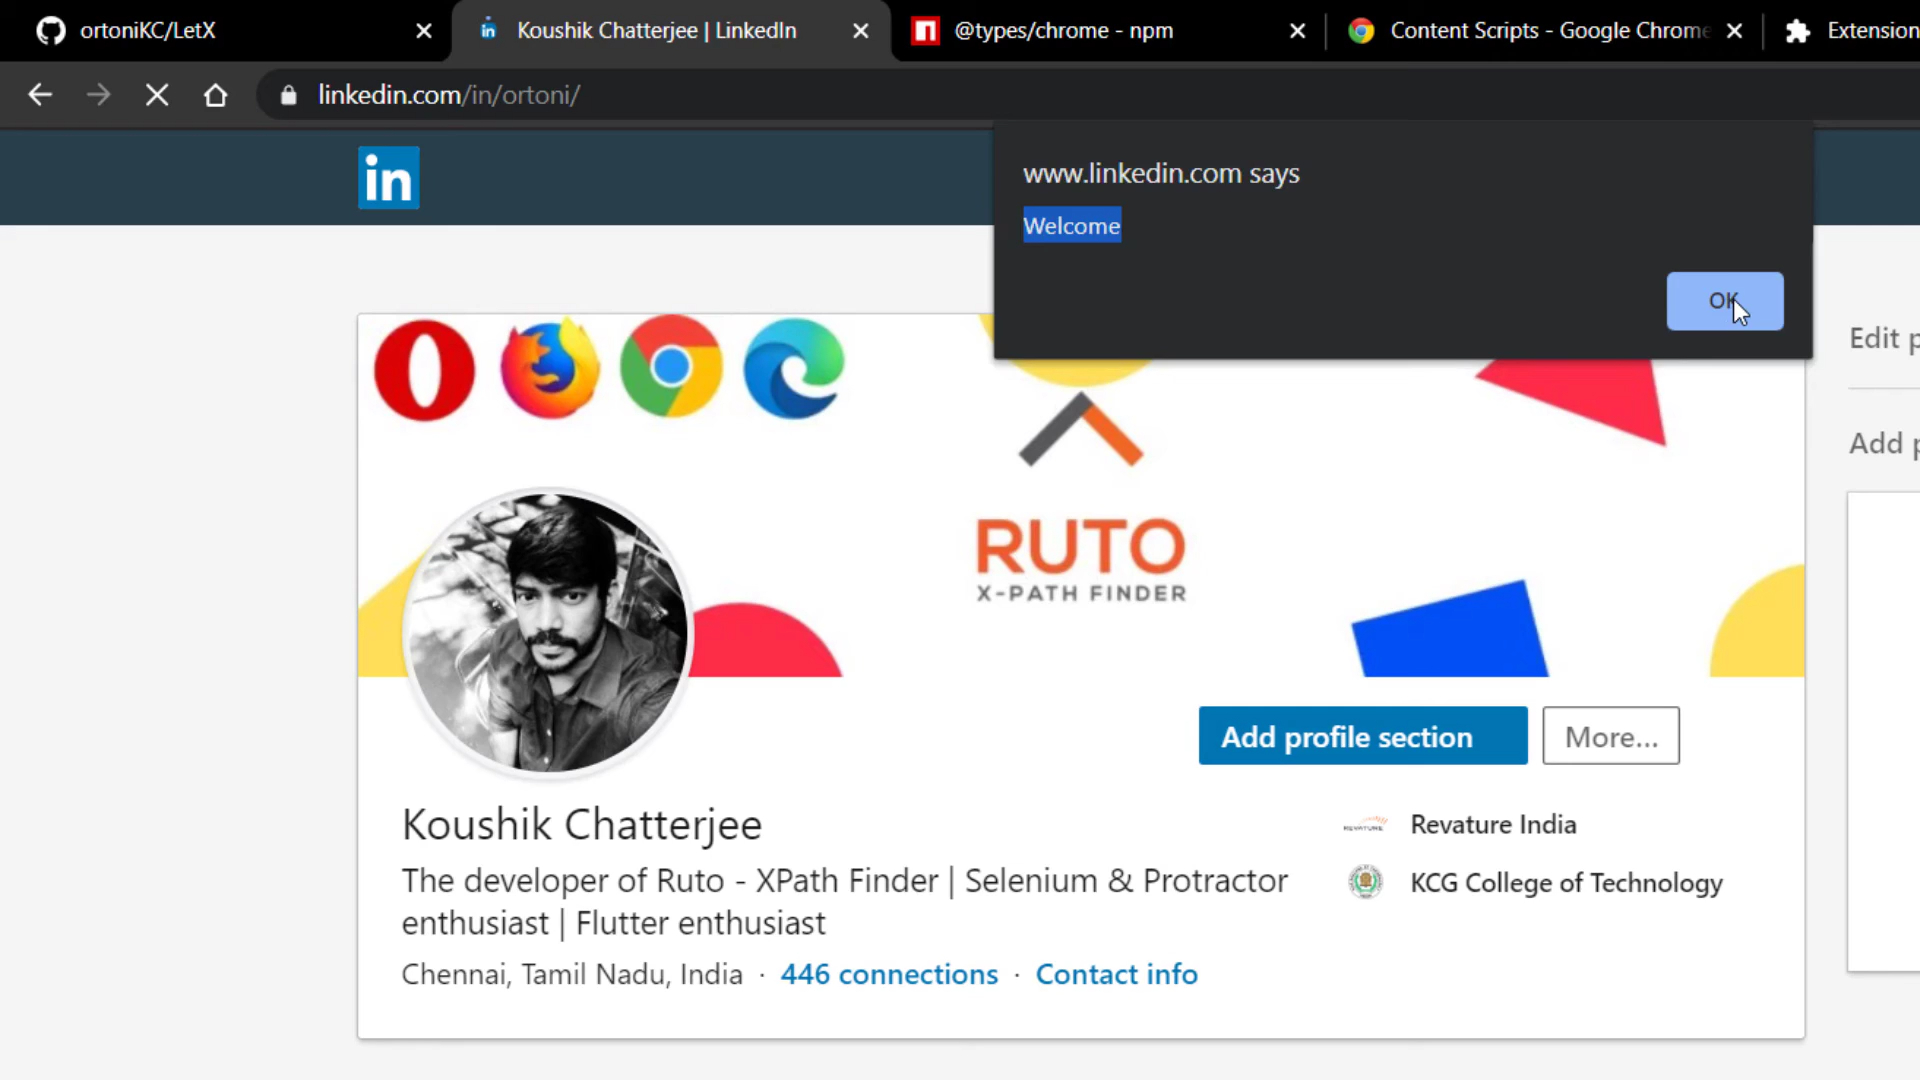 ortoniKC/LetX
Koushik Chatterjee | LinkedIn
@types/chrome - npm
Content Scripts - Google Chrome
Extension
linkedin.com/in/ortoni/
in
www.linkedin.com says
Welcome
OK
Edit p
Add p
RUTO
X-PATH FINDER
Add profile section
More...
Koushik Chatterjee
Revature India
The developer of Ruto - XPath Finder | Selenium & Protractor
enthusiast | Flutter enthusiast
KCG College of Technology
Chennai, Tamil Nadu, India · 446 connections · Contact info